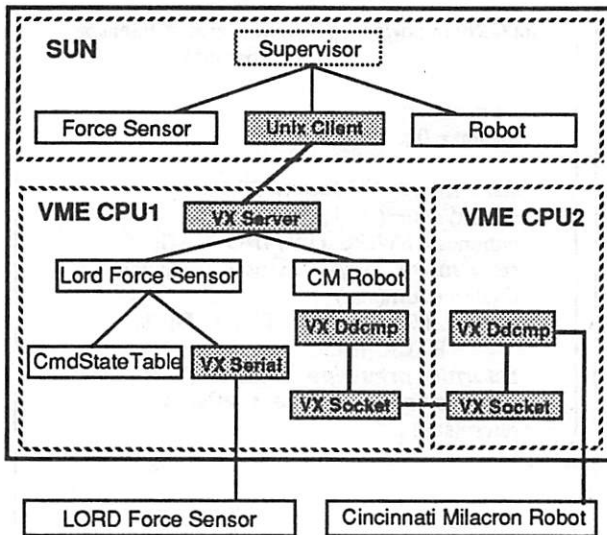 SUN
Supervisor
Force Sensor
Unix Client
Robot
VME CPU1
VX Server
VME CPU2
Lord Force Sensor
CM Robot
VX Ddcmp
VX Ddcmp
CmdStateTable
VX Serial
VX Socket
VX Socket
LORD Force Sensor
Cincinnati Milacron Robot